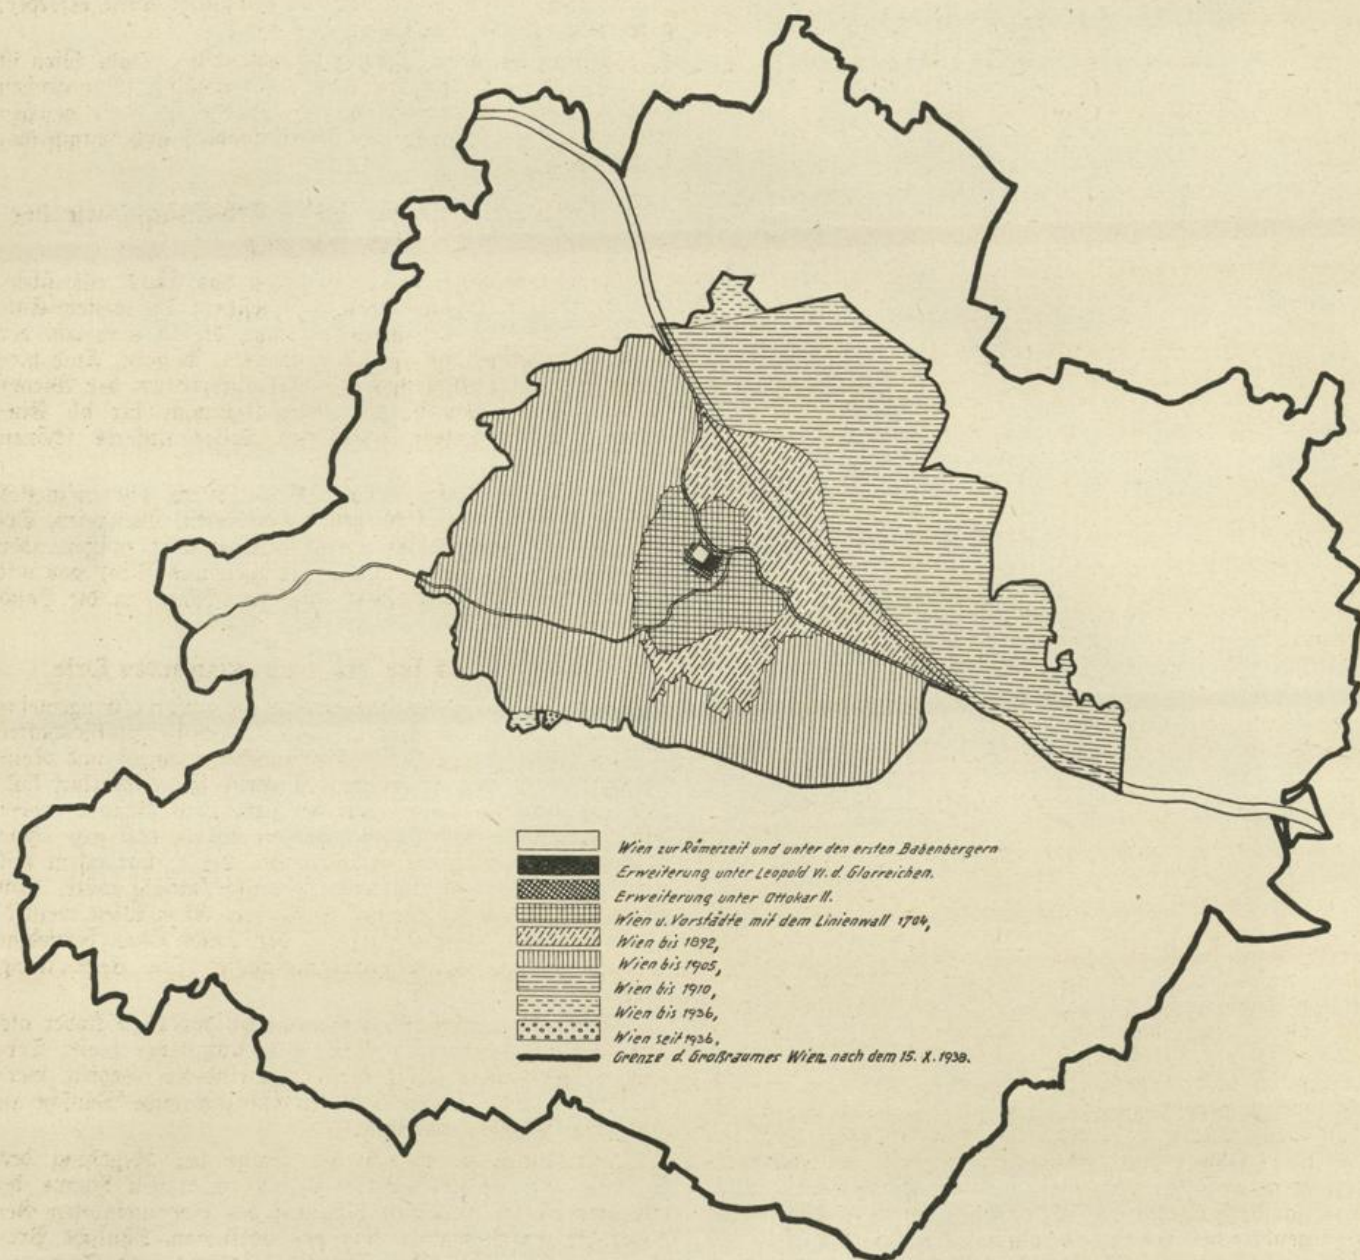 Wien zur Römerzeit und unter den ersten Babenbergern
Erweiterung unter Leopold VI. d. Glorreichen.
Erweiterung unter Ottokar II.
Wien u. Vorstädte mit dem Linienwall 1704,
Wien bis 1892,
Wien bis 1905,
Wien bis 1910,
Wien bis 1936,
Wien seit 1936,
Grenze d. Großraumes Wien nach dem 15. X. 1938.